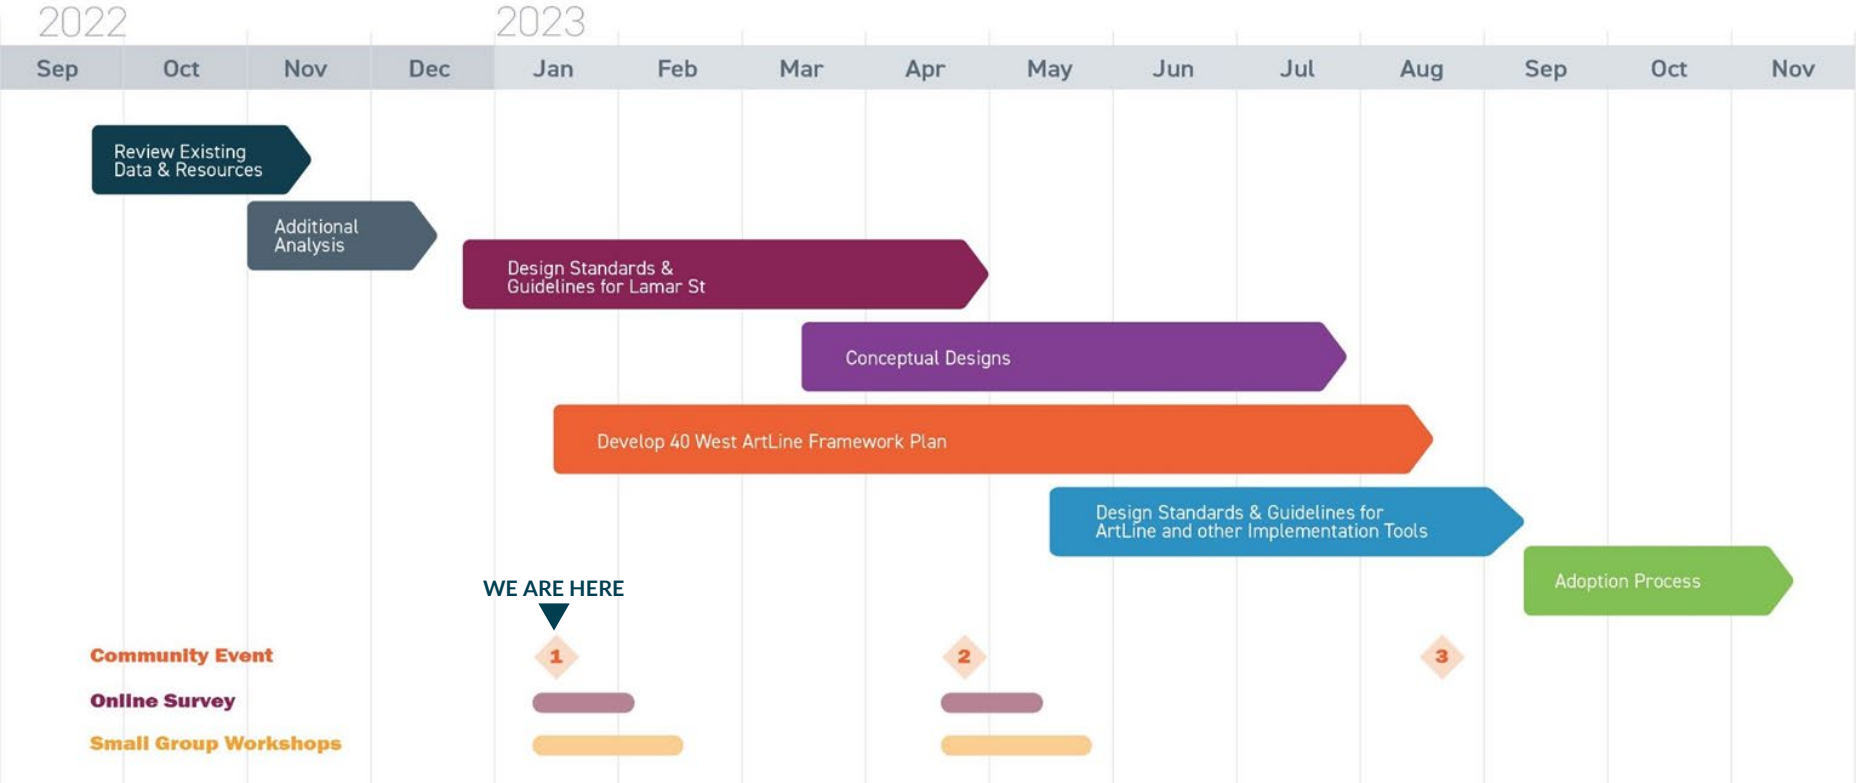 2022
2023
Sep Oct Nov Dec Jan Feb Mar Apr May Jun Jul Aug Sep Oct Nov
Review Existing
Data & Resources
Additional
Analysis
Design Standards &
Guidelines for Lamar St
Conceptual Designs
Develop 40 West ArtLine Framework Plan
Design Standards & Guidelines for
ArtLine and other Implementation Tools
Adoption Process
WE ARE HERE
Community Event 1 2 3
Online Survey
Small Group Workshops